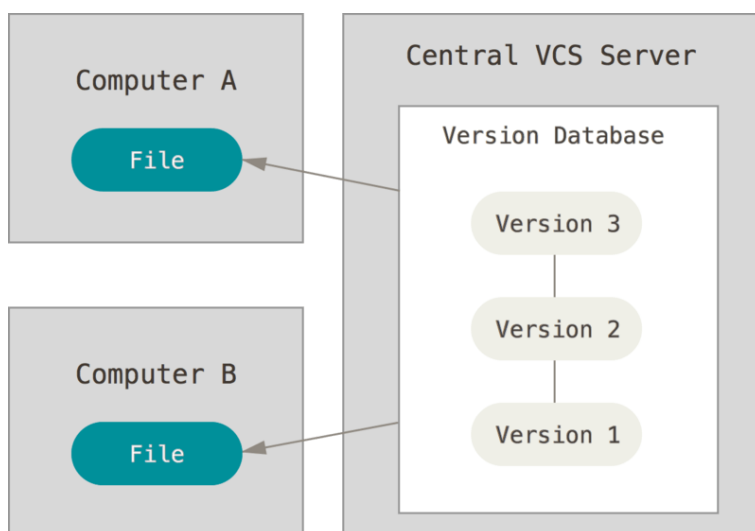 Computer A
File
Computer B
File
Central VCS Server
Version Database
Version 3
Version 2
Version 1